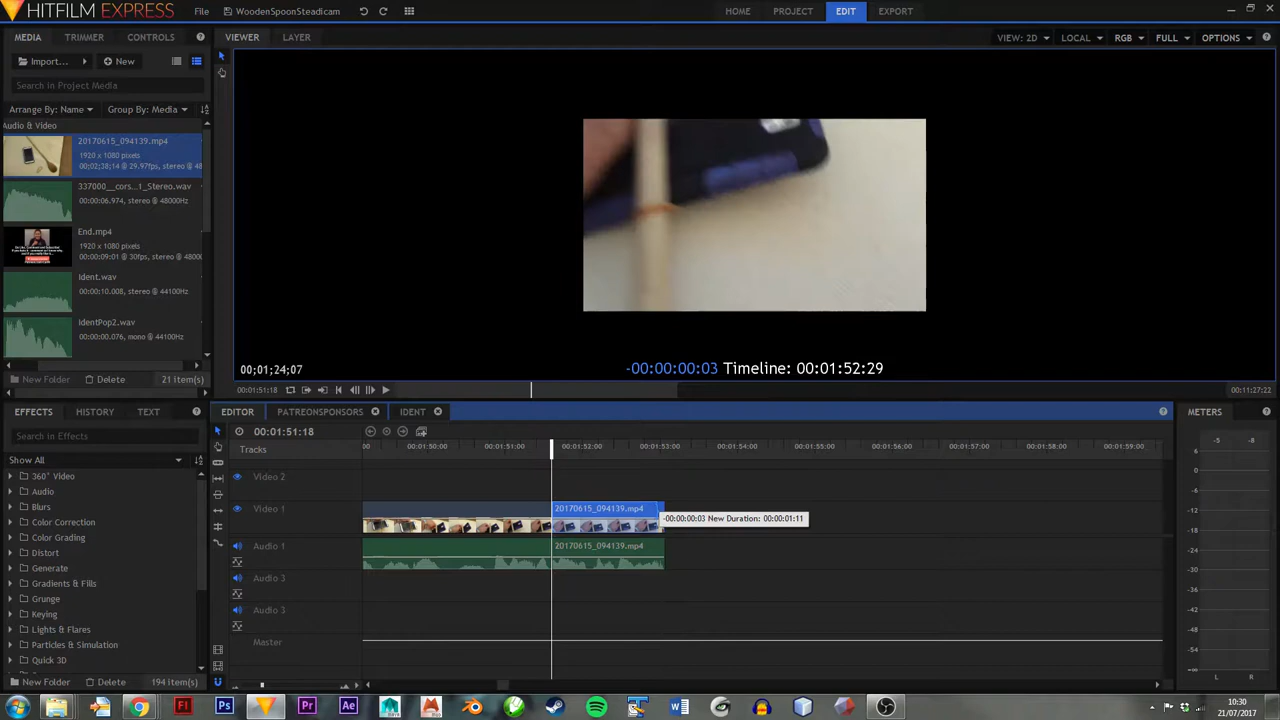 HITFILM EXPRESS File WoodenSpoonSteadicam HOME PROJECT EDIT EXPORT
MEDIA TRIMMER CONTROLS VIEWER LAYER VIEW: 2D LOCAL RGB FULL OPTIONS
Import... New
Search in Project Media
Arrange By: Name Group By: Media
Audio & Video
20170615_094139.mp4
1920 x 1080 pixels
00;02;38;14 @ 29.97fps, stereo @ 48
337000__cors...1_Stereo.wav
00:00:06.974, stereo @ 48000Hz
End.mp4
1920 x 1080 pixels
00:00:09:01 @ 30fps, stereo @ 4800
Ident.wav
00:00:10.008, stereo @ 44100Hz
IdentPop2.wav
00:00:00.076, mono @ 44100Hz
New Folder Delete 21 item(s)
00;01;24;07 -00:00:00:03 Timeline: 00:01:52:29
00:01:51:18 00:11:27:22
EFFECTS HISTORY TEXT
Search in Effects
Show All
360° Video
Audio
Blurs
Color Correction
Color Grading
Distort
Generate
Gradients & Fills
Grunge
Keying
Lights & Flares
Particles & Simulation
Quick 3D
New Folder Delete 194 item(s)
EDITOR PATREONSPONSORS IDENT
00:01:51:18
Tracks 00 00:01:50:00 00:01:51:00 00:01:52:00 00:01:53:00 00:01:54:00 00:01:55:00 00:01:56:00 00:01:57:00 00:01:58:00 00:01:59:00
Video 2
Video 1 20170615_094139.mp4
-00:00:00:03 New Duration: 00:00:01:11
Audio 1 20170615_094139.mp4
Audio 3
Audio 3
Master
METERS
-5 -8
6
0
-6
-12
-18
-24
-30
-36
-42
-48
-54
-∞
L R
Fl Ps Pr Ae
10:30
21/07/2017